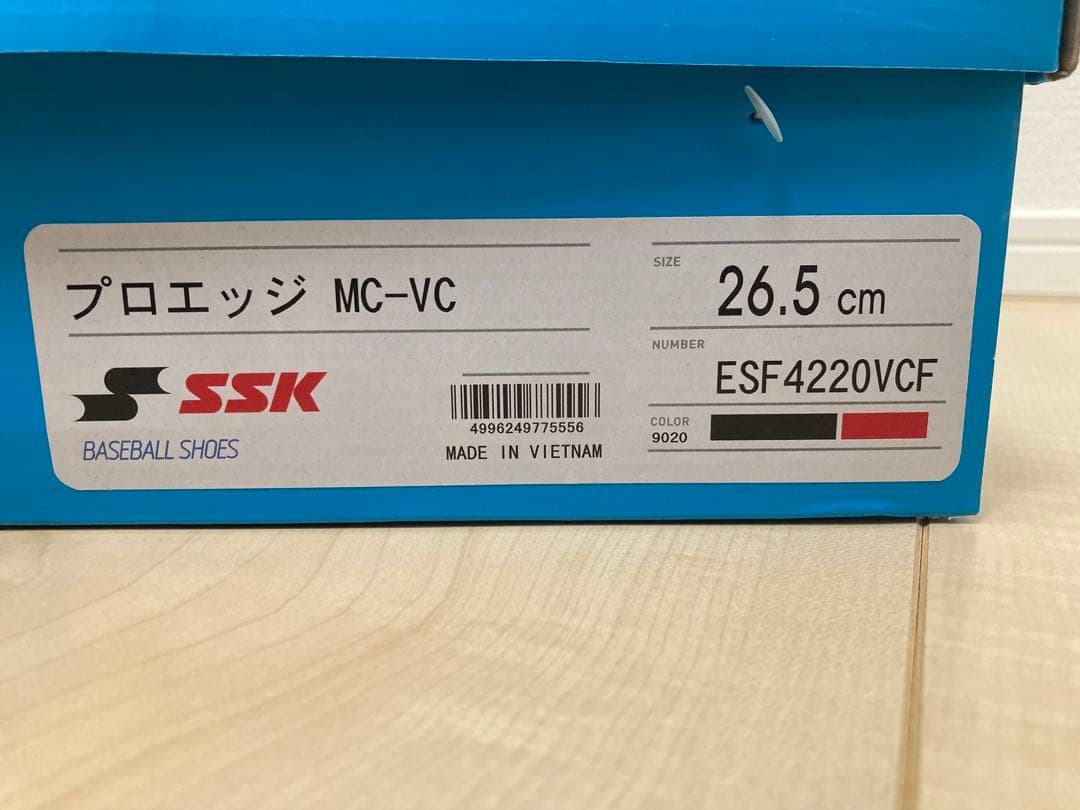 プロエッジ MC-VC
SSK
BASEBALL SHOES
4996249775556
MADE IN VIETNAM
SIZE
26.5 cm
NUMBER
ESF4220VCF
COLOR
9020